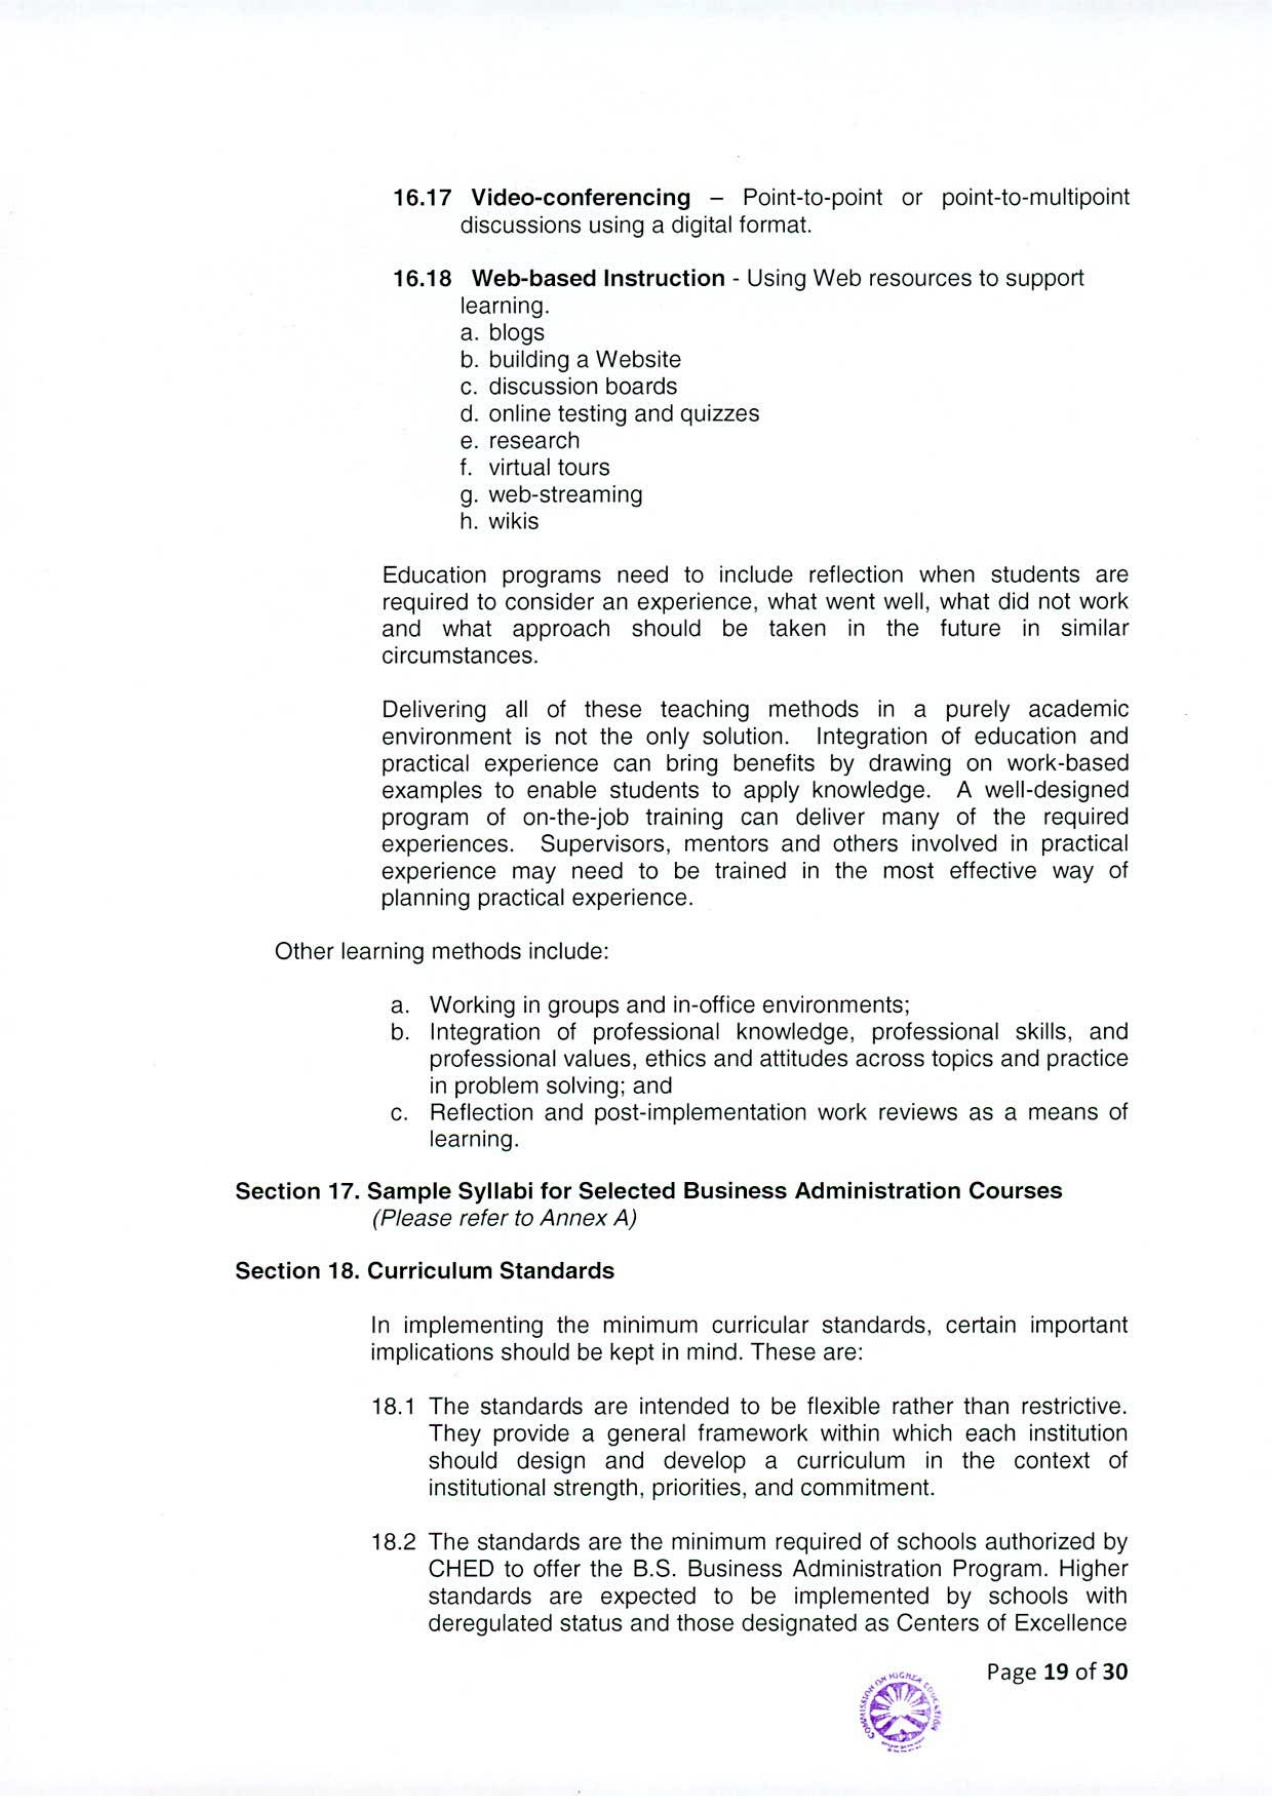 16.17 Video-conferencing – Point-to-point or point-to-multipoint
discussions using a digital format.
16.18 Web-based Instruction - Using Web resources to support
learning.
a. blogs
b. building a Website
c. discussion boards
d. online testing and quizzes
e. research
f. virtual tours
g. web-streaming
h. wikis
Education programs need to include reflection when students are
required to consider an experience, what went well, what did not work
and what approach should be taken in the future in similar
circumstances.
Delivering all of these teaching methods in a purely academic
environment is not the only solution. Integration of education and
practical experience can bring benefits by drawing on work-based
examples to enable students to apply knowledge. A well-designed
program of on-the-job training can deliver many of the required
experiences. Supervisors, mentors and others involved in practical
experience may need to be trained in the most effective way of
planning practical experience.
Other learning methods include:
a. Working in groups and in-office environments;
b. Integration of professional knowledge, professional skills, and
professional values, ethics and attitudes across topics and practice
in problem solving; and
c. Reflection and post-implementation work reviews as a means of
learning.
Section 17. Sample Syllabi for Selected Business Administration Courses
(Please refer to Annex A)
Section 18. Curriculum Standards
In implementing the minimum curricular standards, certain important
implications should be kept in mind. These are:
18.1 The standards are intended to be flexible rather than restrictive.
They provide a general framework within which each institution
should design and develop a curriculum in the context of
institutional strength, priorities, and commitment.
18.2 The standards are the minimum required of schools authorized by
CHED to offer the B.S. Business Administration Program. Higher
standards are expected to be implemented by schools with
deregulated status and those designated as Centers of Excellence
Page 19 of 30
COMMISSION ON HIGHER EDUCATION